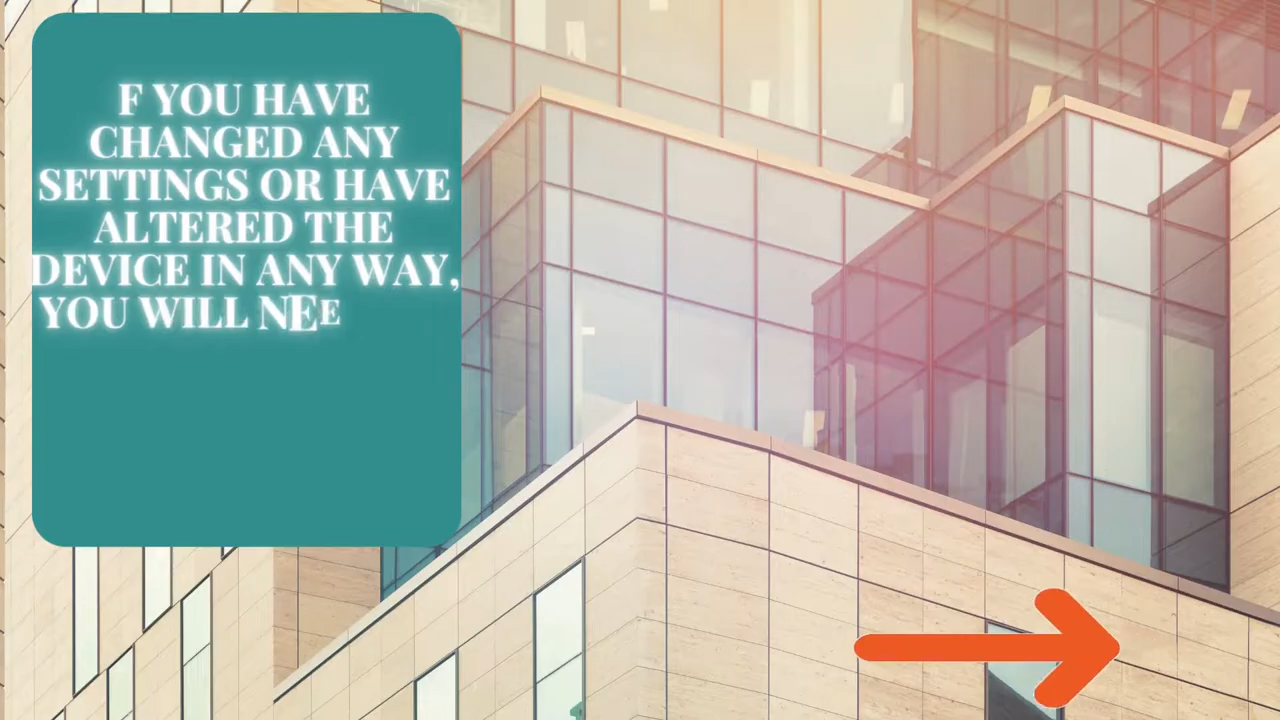 F YOU HAVE
CHANGED ANY
SETTINGS OR HAVE
ALTERED THE
DEVICE IN ANY WAY,
YOU WILL NEE